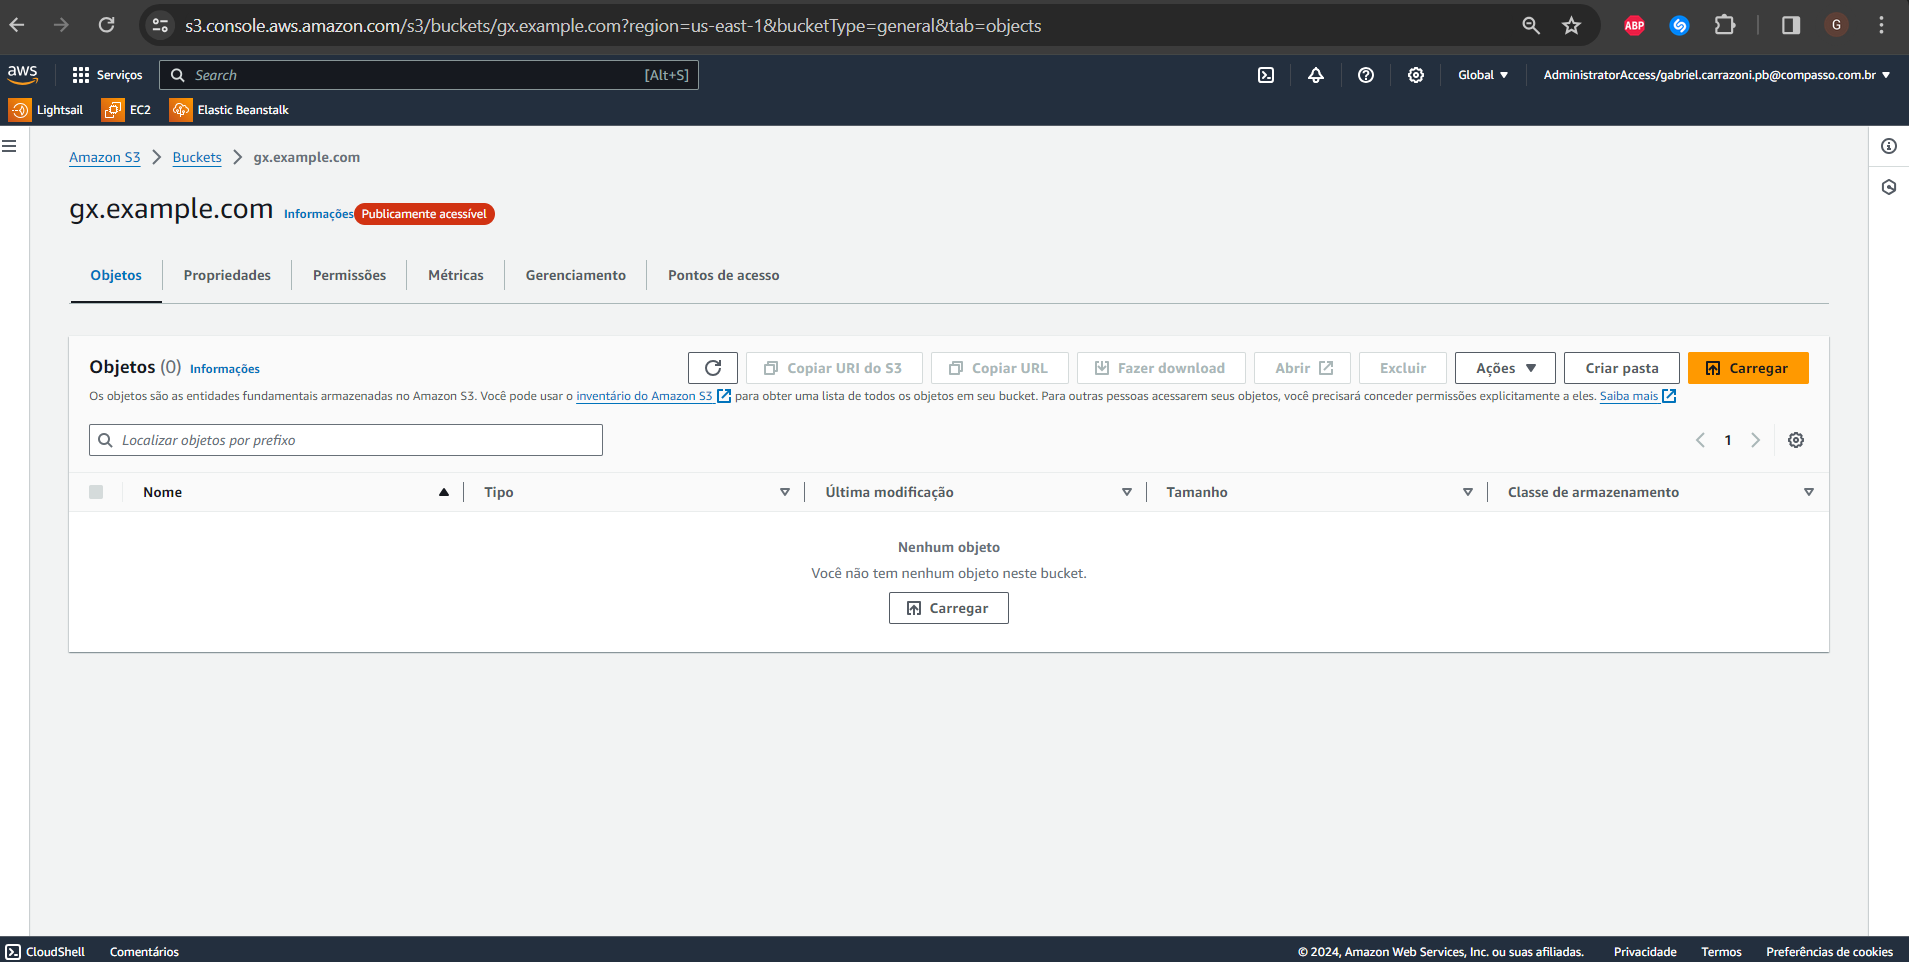 s3.console.aws.amazon.com/s3/buckets/gx.example.com?region=us-east-1&bucketType=general&tab=objects
ABP
G
aws
Serviços
Search
[Alt+S]
Global
AdministratorAccess/gabriel.carrazoni.pb@compasso.com.br
Lightsail
EC2
Elastic Beanstalk
Amazon S3
Buckets
gx.example.com
gx.example.com
Informações
Publicamente acessível
Objetos
Propriedades
Permissões
Métricas
Gerenciamento
Pontos de acesso
Objetos (0)
Informações
Copiar URI do S3
Copiar URL
Fazer download
Abrir
Excluir
Ações
Criar pasta
Carregar
Os objetos são as entidades fundamentais armazenadas no Amazon S3. Você pode usar o inventário do Amazon S3 para obter uma lista de todos os objetos em seu bucket. Para outras pessoas acessarem seus objetos, você precisará conceder permissões explicitamente a eles. Saiba mais
Localizar objetos por prefixo
1
Nome
Tipo
Última modificação
Tamanho
Classe de armazenamento
Nenhum objeto
Você não tem nenhum objeto neste bucket.
Carregar
CloudShell
Comentários
© 2024, Amazon Web Services, Inc. ou suas afiliadas.
Privacidade
Termos
Preferências de cookies